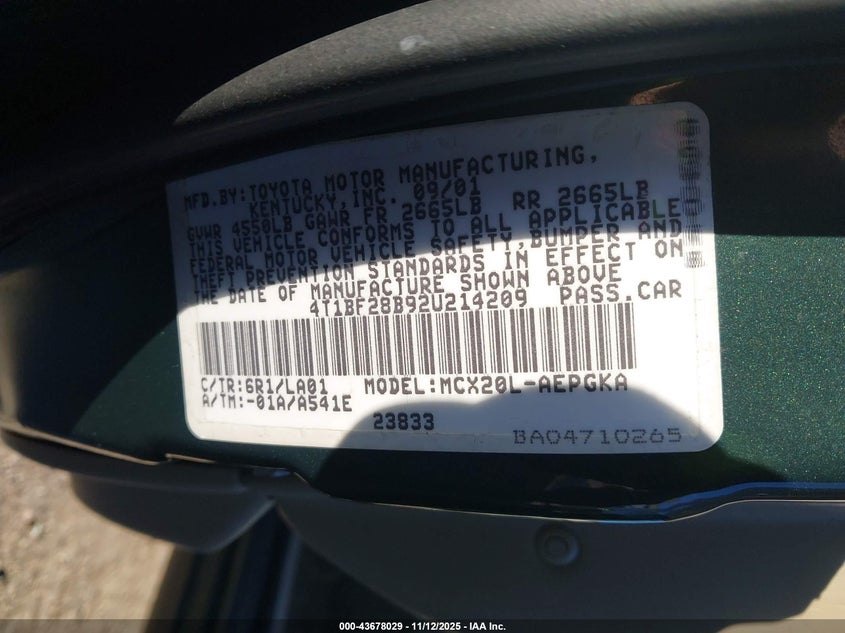 MFD.BY:TOYOTA MOTOR MANUFACTURING,
KENTUCKY,INC. 09/01
GVWR 4550LB GAWR FR 2665LB RR 2665LB
THIS VEHICLE CONFORMS TO ALL APPLICABLE
FEDERAL MOTOR VEHICLE SAFETY,BUMPER AND
THEFT PREVENTION STANDARDS IN EFFECT ON
THE DATE OF MANUFACTURE SHOWN ABOVE
4T1BF28B92U214209 PASS.CAR
C/TR:6R1/LA01 MODEL:MCX20L-AEPGKA
A/TM:-01A/A541E
23833
BA04710265
000-43678029 - 11/12/2025 - IAA Inc.